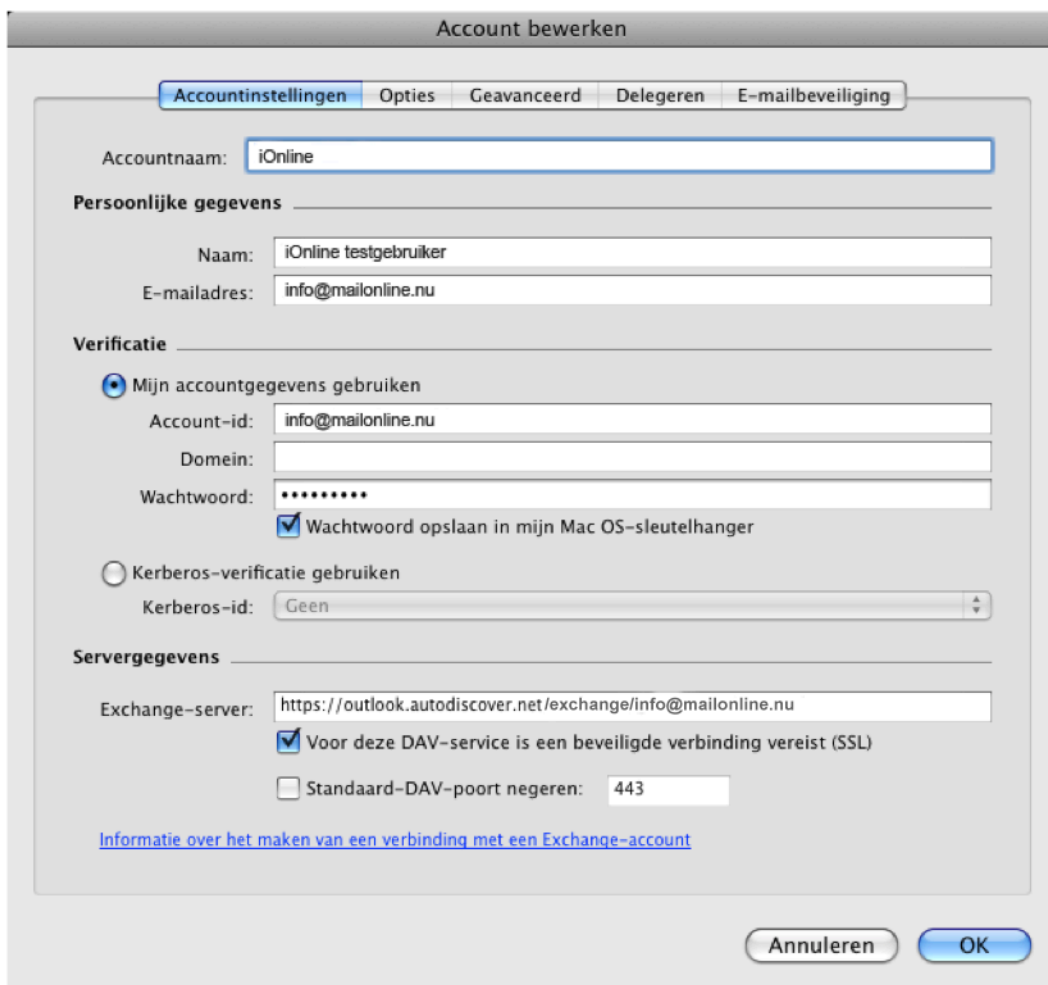 Account bewerken
Accountinstellingen Opties Geavanceerd Delegeren E-mailbeveiliging
Accountnaam: iOnline
Persoonlijke gegevens
Naam: iOnline testgebruiker
E-mailadres: info@mailonline.nu
Verificatie
Mijn accountgegevens gebruiken
Account-id: info@mailonline.nu
Domein:
Wachtwoord: •••••••••
Wachtwoord opslaan in mijn Mac OS-sleutelhanger
Kerberos-verificatie gebruiken
Kerberos-id: Geen
Servergegevens
Exchange-server: https://outlook.autodiscover.net/exchange/info@mailonline.nu
Voor deze DAV-service is een beveiligde verbinding vereist (SSL)
Standaard-DAV-poort negeren: 443
Informatie over het maken van een verbinding met een Exchange-account
Annuleren OK